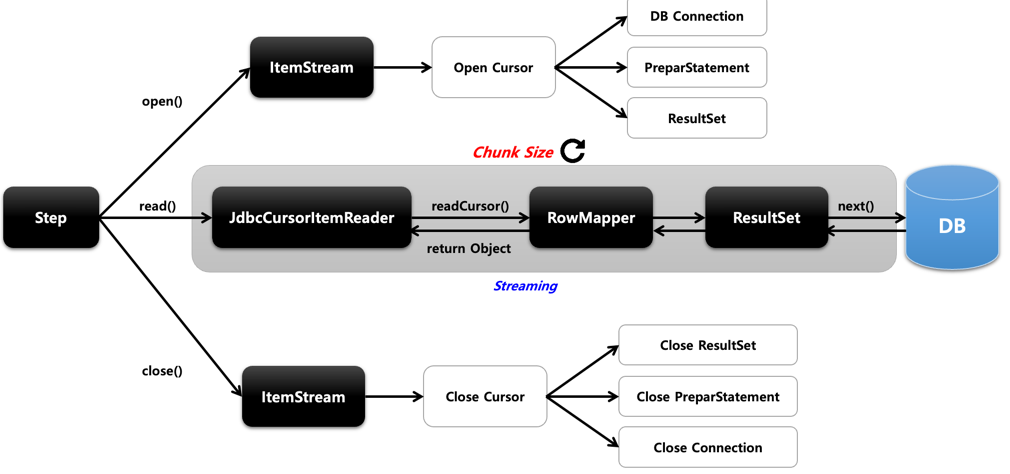 DB Connection
ItemStream
Open Cursor
PreparStatement
open()
ResultSet
Chunk Size
Step
read()
JdbcCursorItemReader
readCursor()
return Object
RowMapper
ResultSet
next()
DB
Streaming
close()
Close ResultSet
ItemStream
Close Cursor
Close PreparStatement
Close Connection